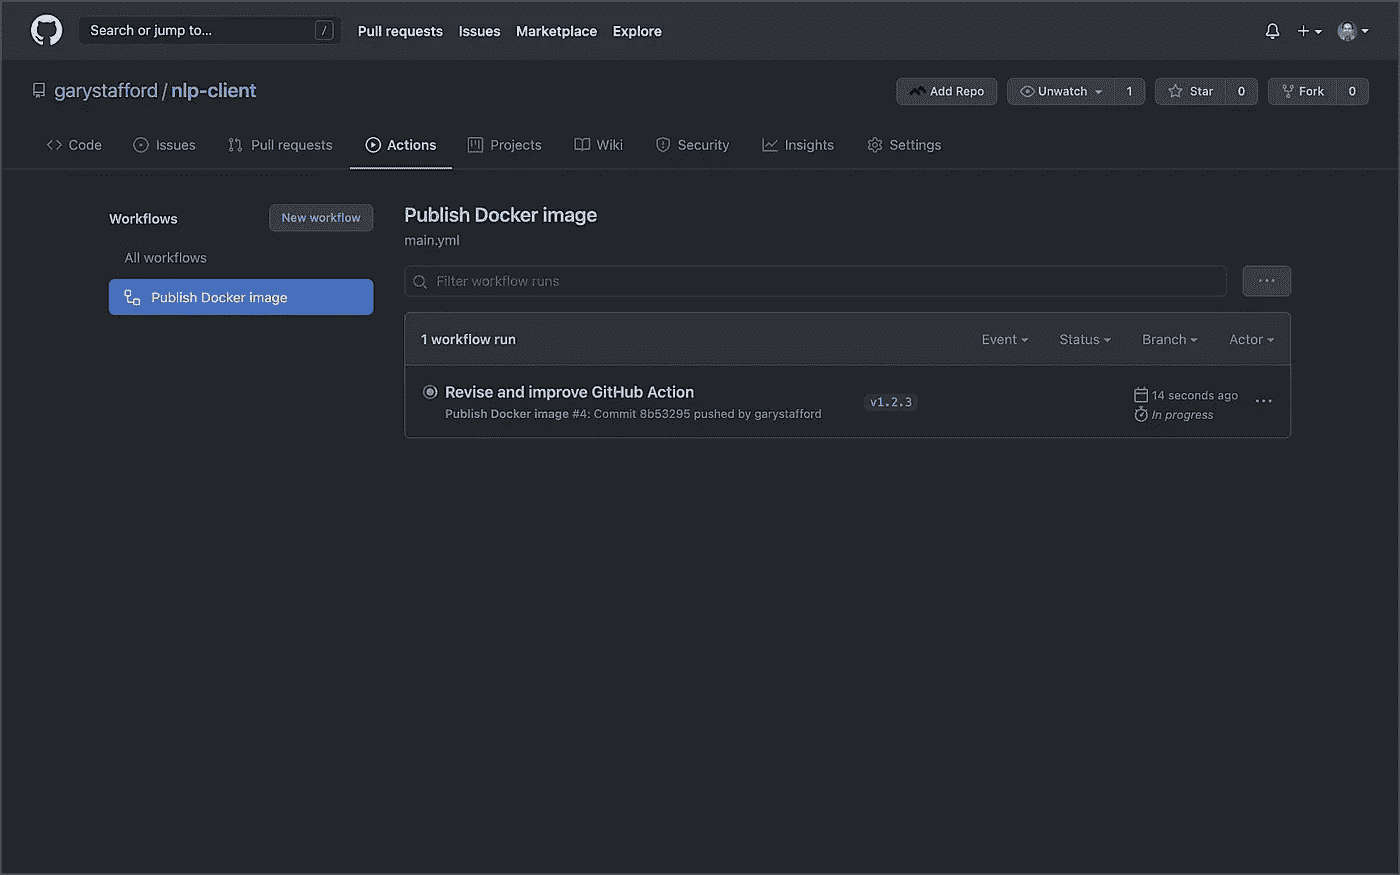 Search or jump to... /
Pull requests Issues Marketplace Explore
garystafford / nlp-client
Add Repo Unwatch 1 Star 0 Fork 0
Code Issues Pull requests Actions Projects Wiki Security Insights Settings
Workflows
New workflow
All workflows
Publish Docker image
Publish Docker image
main.yml
Filter workflow runs
1 workflow run Event Status Branch Actor
Revise and improve GitHub Action
Publish Docker image #4: Commit 8b53295 pushed by garystafford
v1.2.3
14 seconds ago
In progress